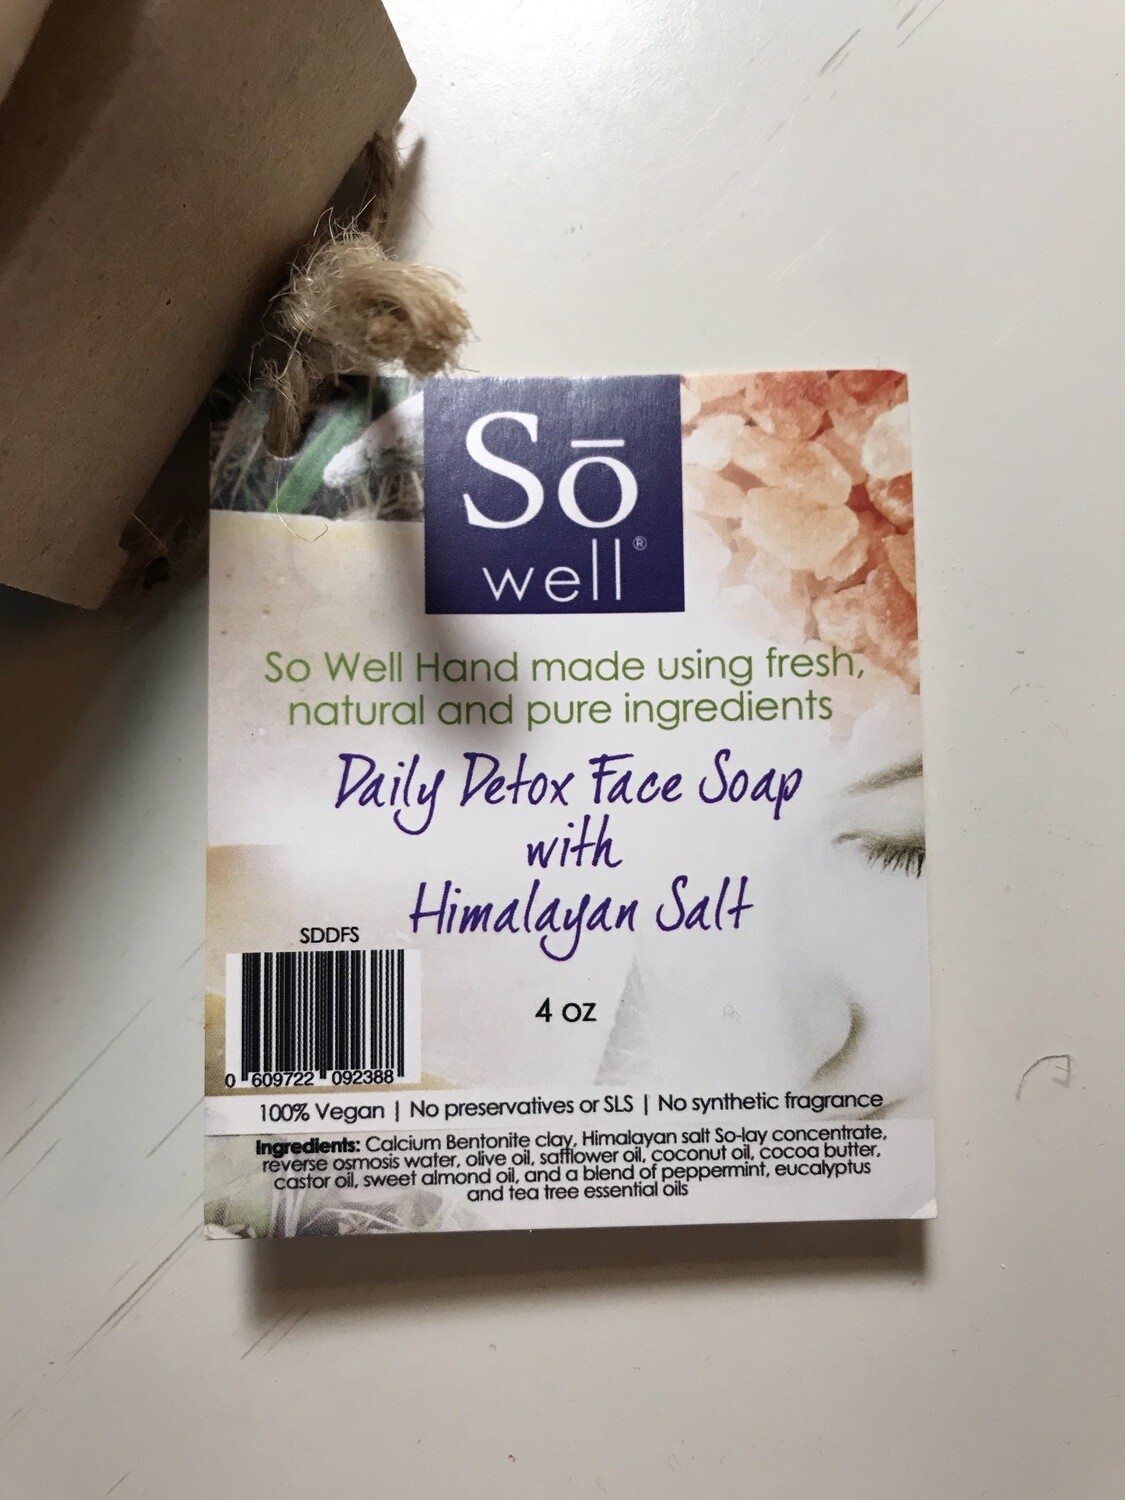 Sō
well®
So Well Hand made using fresh,
natural and pure ingredients
Daily Detox Face Soap
with
Himalayan Salt
SDDFS
0 609722 092388
4 oz
100% Vegan | No preservatives or SLS | No synthetic fragrance
Ingredients: Calcium Bentonite clay, Himalayan salt So-lay concentrate,
reverse osmosis water, olive oil, safflower oil, coconut oil, cocoa butter,
castor oil, sweet almond oil, and a blend of peppermint, eucalyptus
and tea tree essential oils